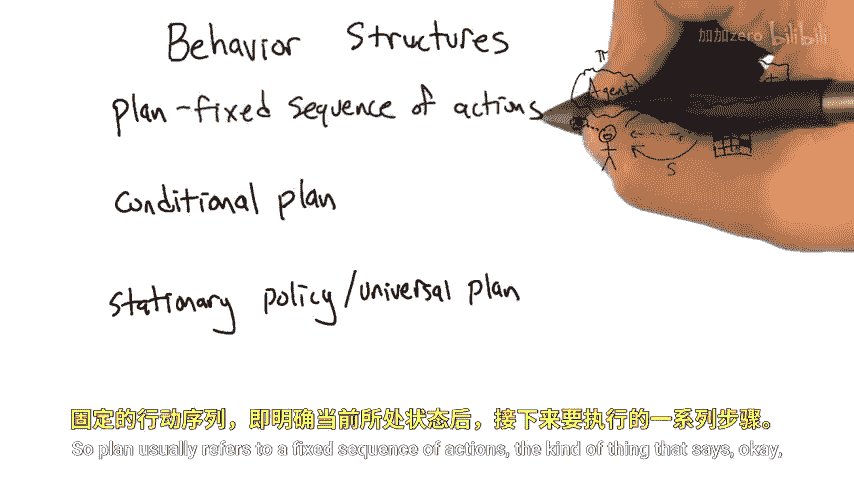 加加zero bilibili
Behavior Structures
plan - fixed sequence of actions
Agent
S
conditional plan
stationary policy/universal plan
固定的行动序列，即明确当前所处状态后，接下来要执行的一系列步骤。
So plan usually refers to a fixed sequence of actions, the kind of thing that says, okay,